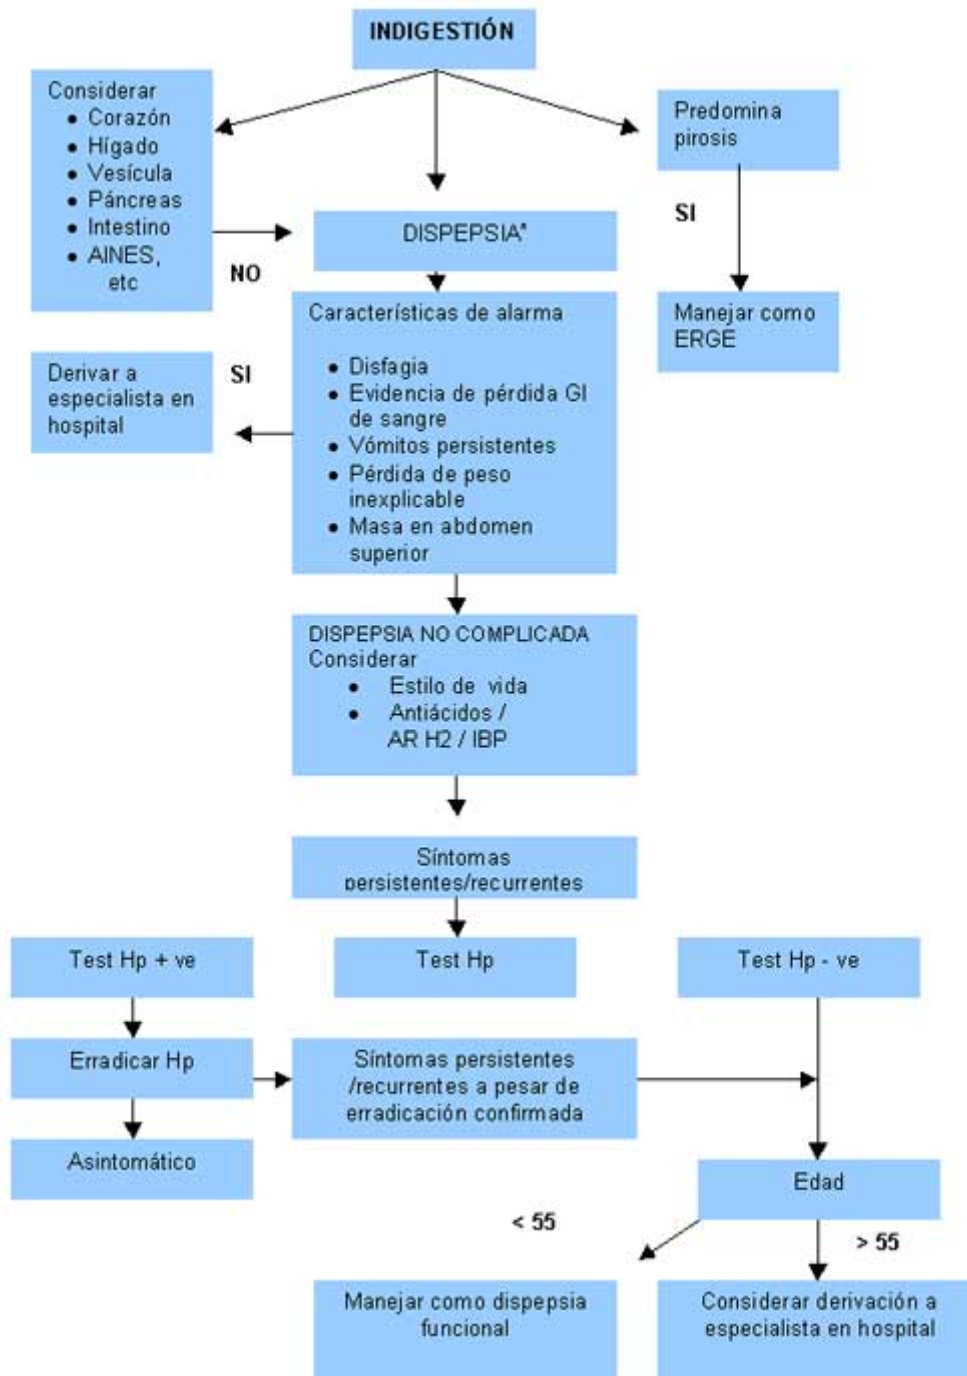 INDIGESTIÓN
Considerar
● Corazón
● Hígado
● Vesícula
● Páncreas
● Intestino
● AINES,
etc
Predomina
pirosis
SI
DISPEPSIA*
NO
Características de alarma
● Disfagia
● Evidencia de pérdida GI
de sangre
● Vómitos persistentes
● Pérdida de peso
inexplicable
● Masa en abdomen
superior
Manejar como
ERGE
Derivar a
especialista en
hospital
SI
DISPEPSIA NO COMPLICADA
Considerar
● Estilo de vida
● Antiácidos /
AR H2 / IBP
Síntomas
persistentes/recurrentes
Test Hp + ve
Test Hp
Test Hp - ve
Erradicar Hp
Síntomas persistentes
/recurrentes a pesar de
erradicación confirmada
Asintomático
Edad
< 55
> 55
Manejar como dispepsia
funcional
Considerar derivación a
especialista en hospital